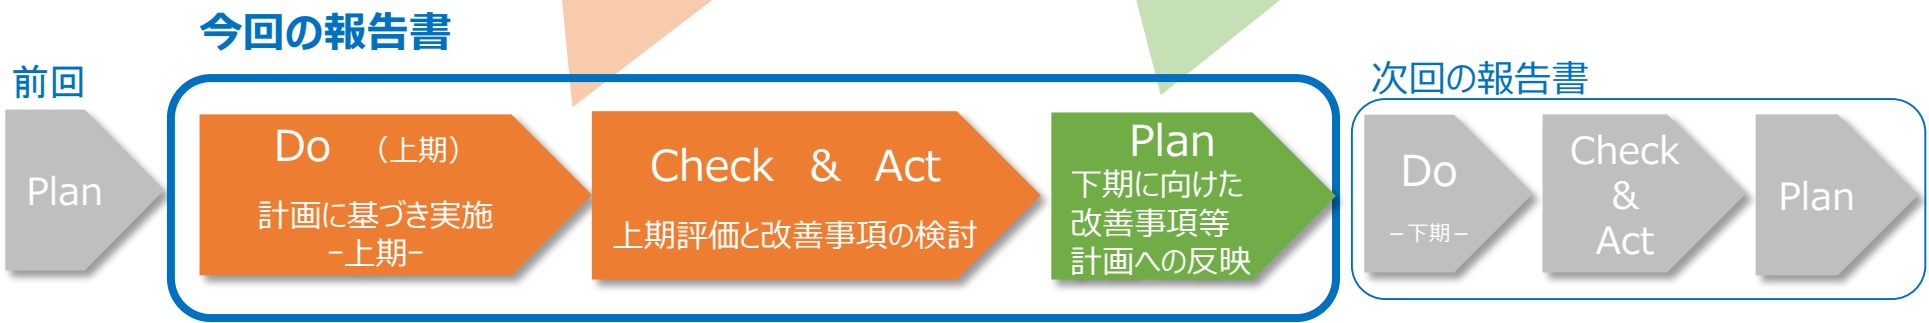 今回の報告書
前回
次回の報告書
Plan
Do （上期）
計画に基づき実施
−上期−
Check & Act
上期評価と改善事項の検討
Plan
下期に向けた
改善事項等
計画への反映
Do
−下期−
Check
&
Act
Plan